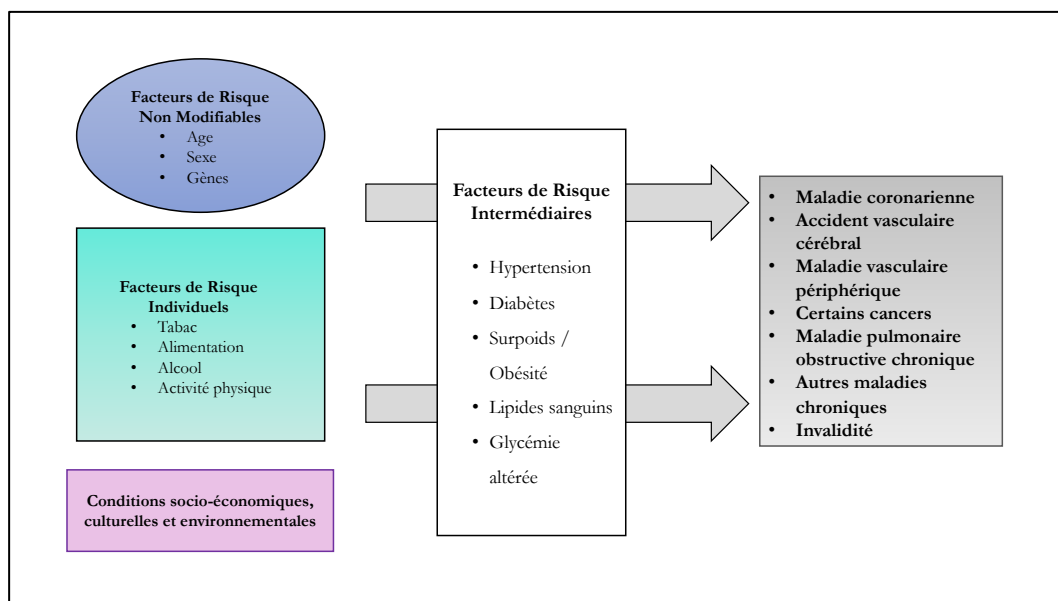 Facteurs de Risque
Non Modifiables
• Age
• Sexe
• Gènes
Facteurs de Risque
Individuels
• Tabac
• Alimentation
• Alcool
• Activité physique
Conditions socio-économiques,
culturelles et environnementales
Facteurs de Risque
Intermédiaires
• Hypertension
• Diabètes
• Surpoids /
Obésité
• Lipides sanguins
• Glycémie
altérée
• Maladie coronarienne
• Accident vasculaire
cérébral
• Maladie vasculaire
périphérique
• Certains cancers
• Maladie pulmonaire
obstructive chronique
• Autres maladies
chroniques
• Invalidité